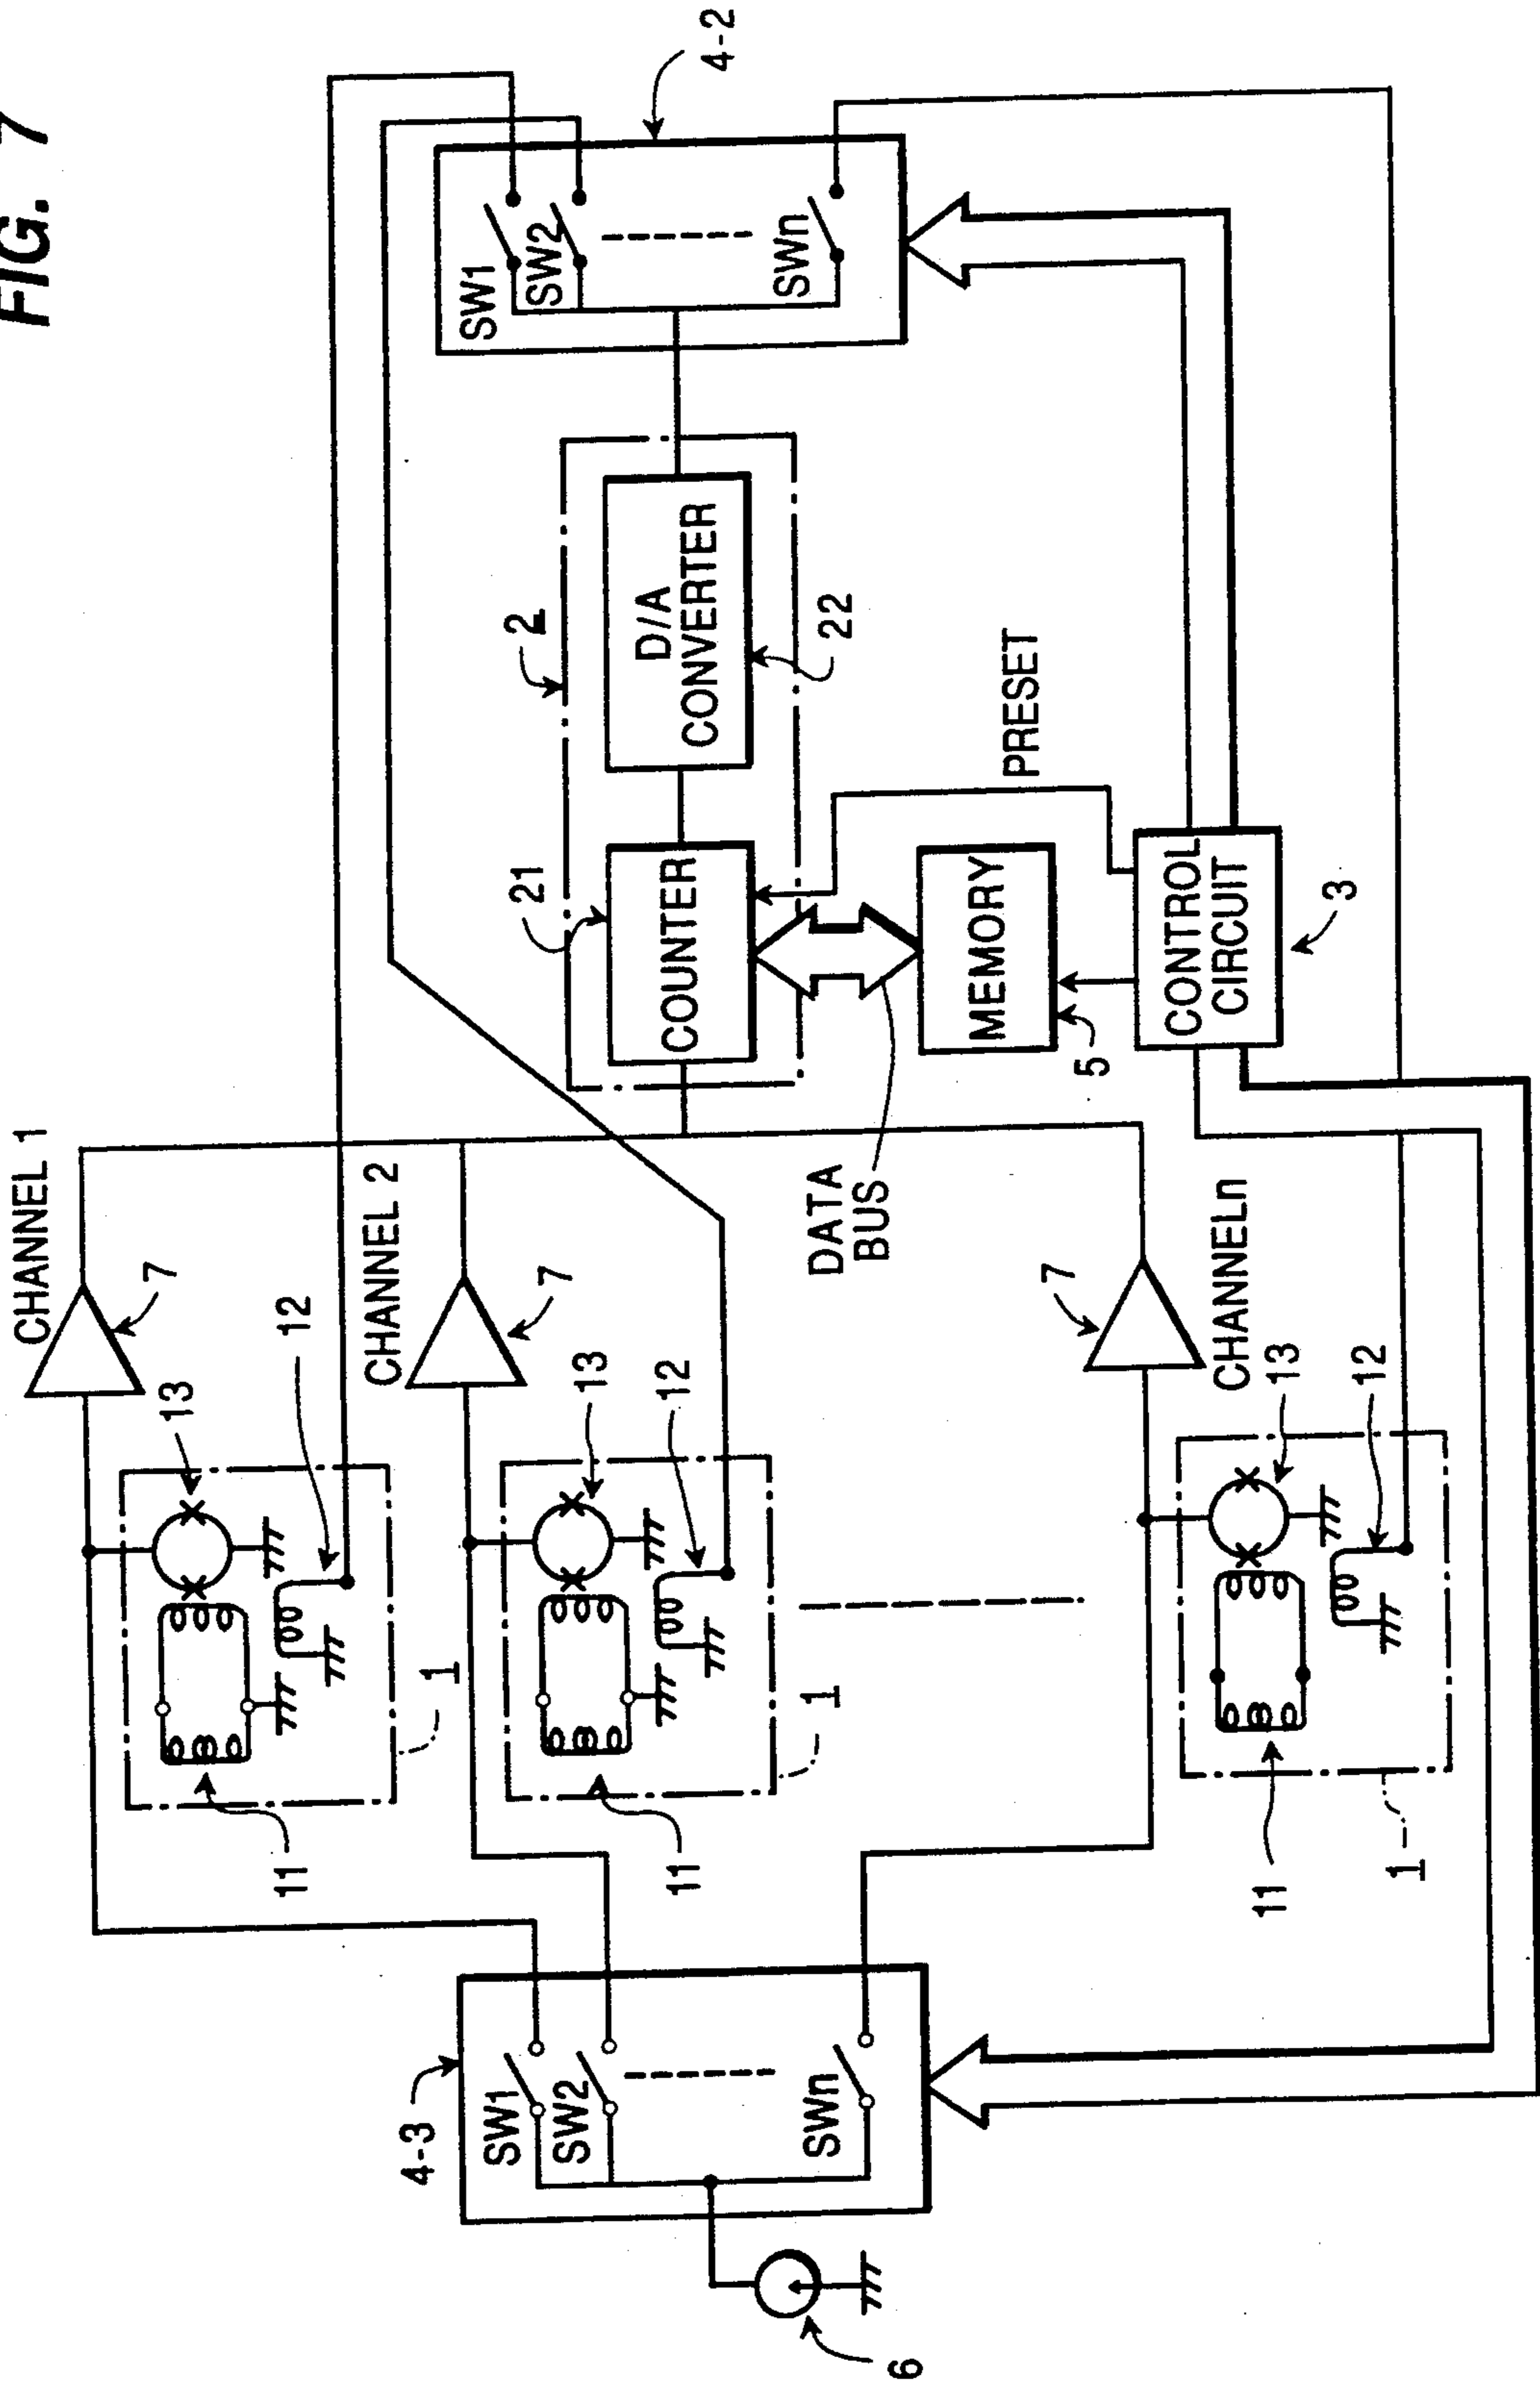 FIG. 7
CHANNEL 1
7
13
12
11
1
CHANNEL 2
7
13
12
11
1
CHANNELn
7
13
12
11
1
4-3
SW1
SW2
SWn
6
2
21
COUNTER
D/A
CONVERTER
22
DATA
BUS
MEMORY
5
PRESET
CONTROL
CIRCUIT
3
4-2
SW1
SW2
SWn